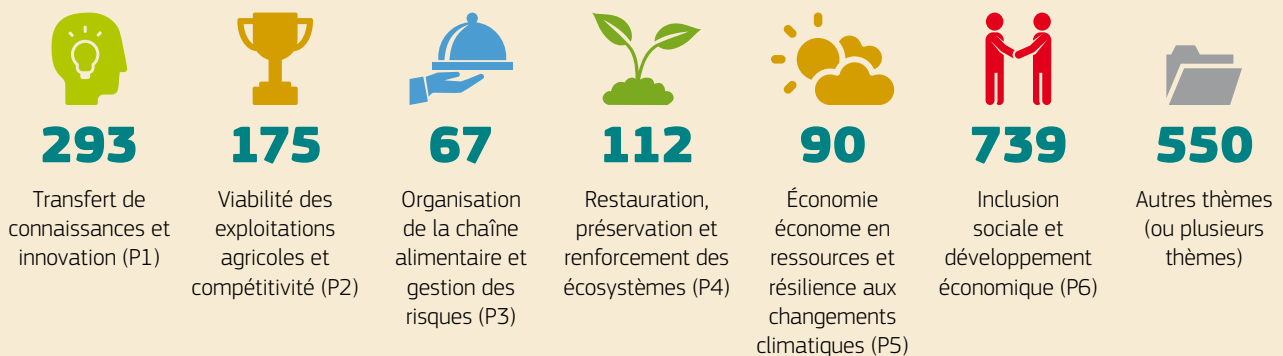 293
Transfert de
connaissances et
innovation (P1)
175
Viabilité des
exploitations
agricoles et
compétitivité (P2)
67
Organisation
de la chaîne
alimentaire et
gestion des
risques (P3)
112
Restauration,
préservation et
renforcement des
écosystèmes (P4)
90
Économie
économe en
ressources et
résilience aux
changements
climatiques (P5)
739
Inclusion
sociale et
développement
économique (P6)
550
Autres thèmes
(ou plusieurs
thèmes)